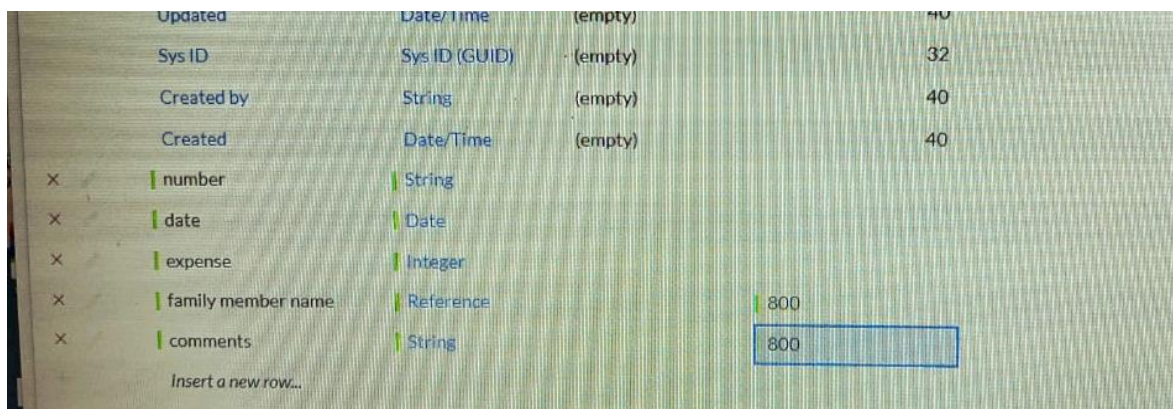 Updated Date/Time (empty) 40
Sys ID Sys ID (GUID) (empty) 32
Created by String (empty) 40
Created Date/Time (empty) 40
× number String
× date Date
× expense Integer
× family member name Reference 800
× comments String 800
Insert a new row...